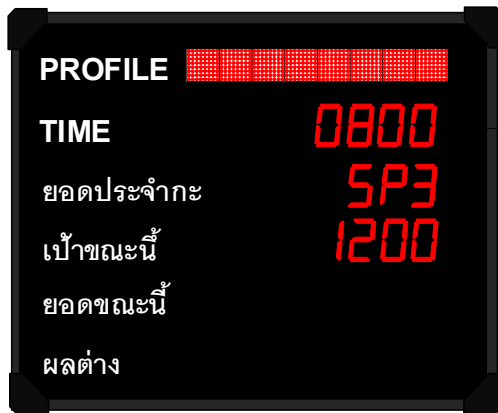 PROFILE
TIME 0800
ยอดประจำกะ SP3
เป้าขณะนี้ 1200
ยอดขณะนี้
ผลต่าง